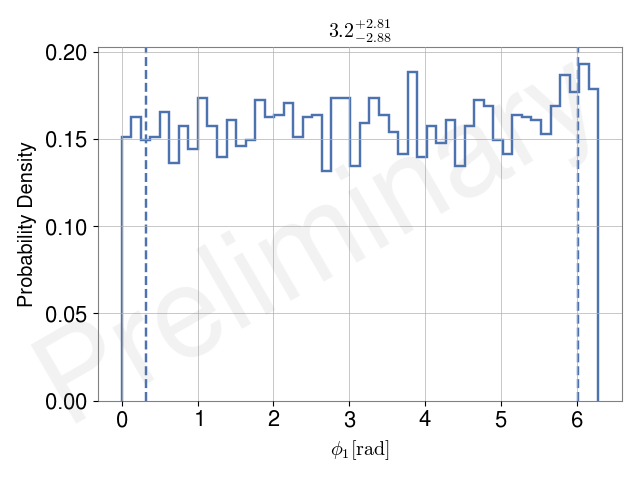 3.2^{+2.81}_{-2.88}
Probability Density
0.20
0.15
0.10
0.05
0.00
0 1 2 3 4 5 6
ϕ₁[rad]
Preliminary